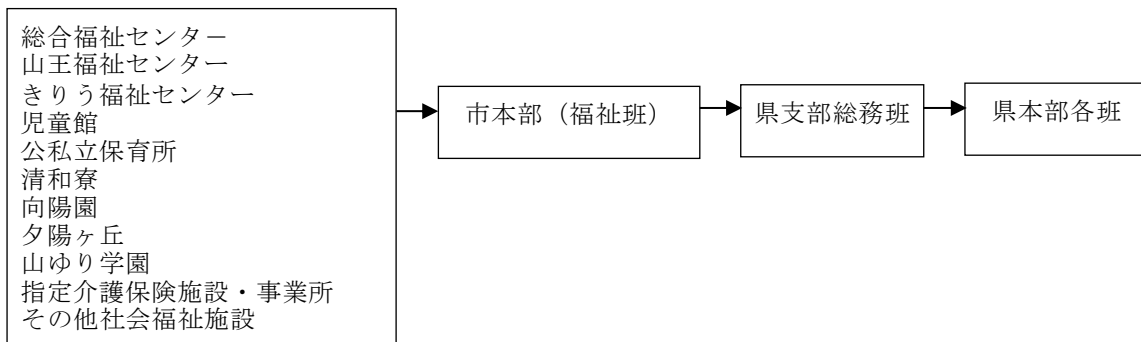 総合福祉センター
山王福祉センター
きりう福祉センター
児童館
公私立保育所
清和寮
向陽園
夕陽ヶ丘
山ゆり学園
指定介護保険施設・事業所
その他社会福祉施設
市本部（福祉班）
県支部総務班
県本部各班